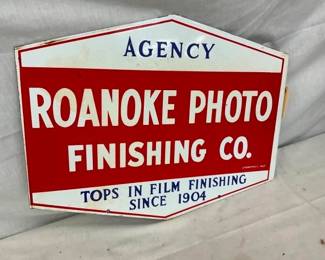 AGENCY
ROANOKE PHOTO
FINISHING CO.
TOPS IN FILM FINISHING
SINCE 1904